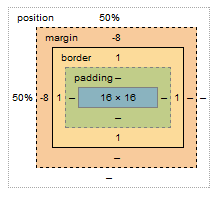 position 50%
margin -8
border 1
padding –
50% -8 1 – 16 × 16 – 1 – –
–
1
–
–